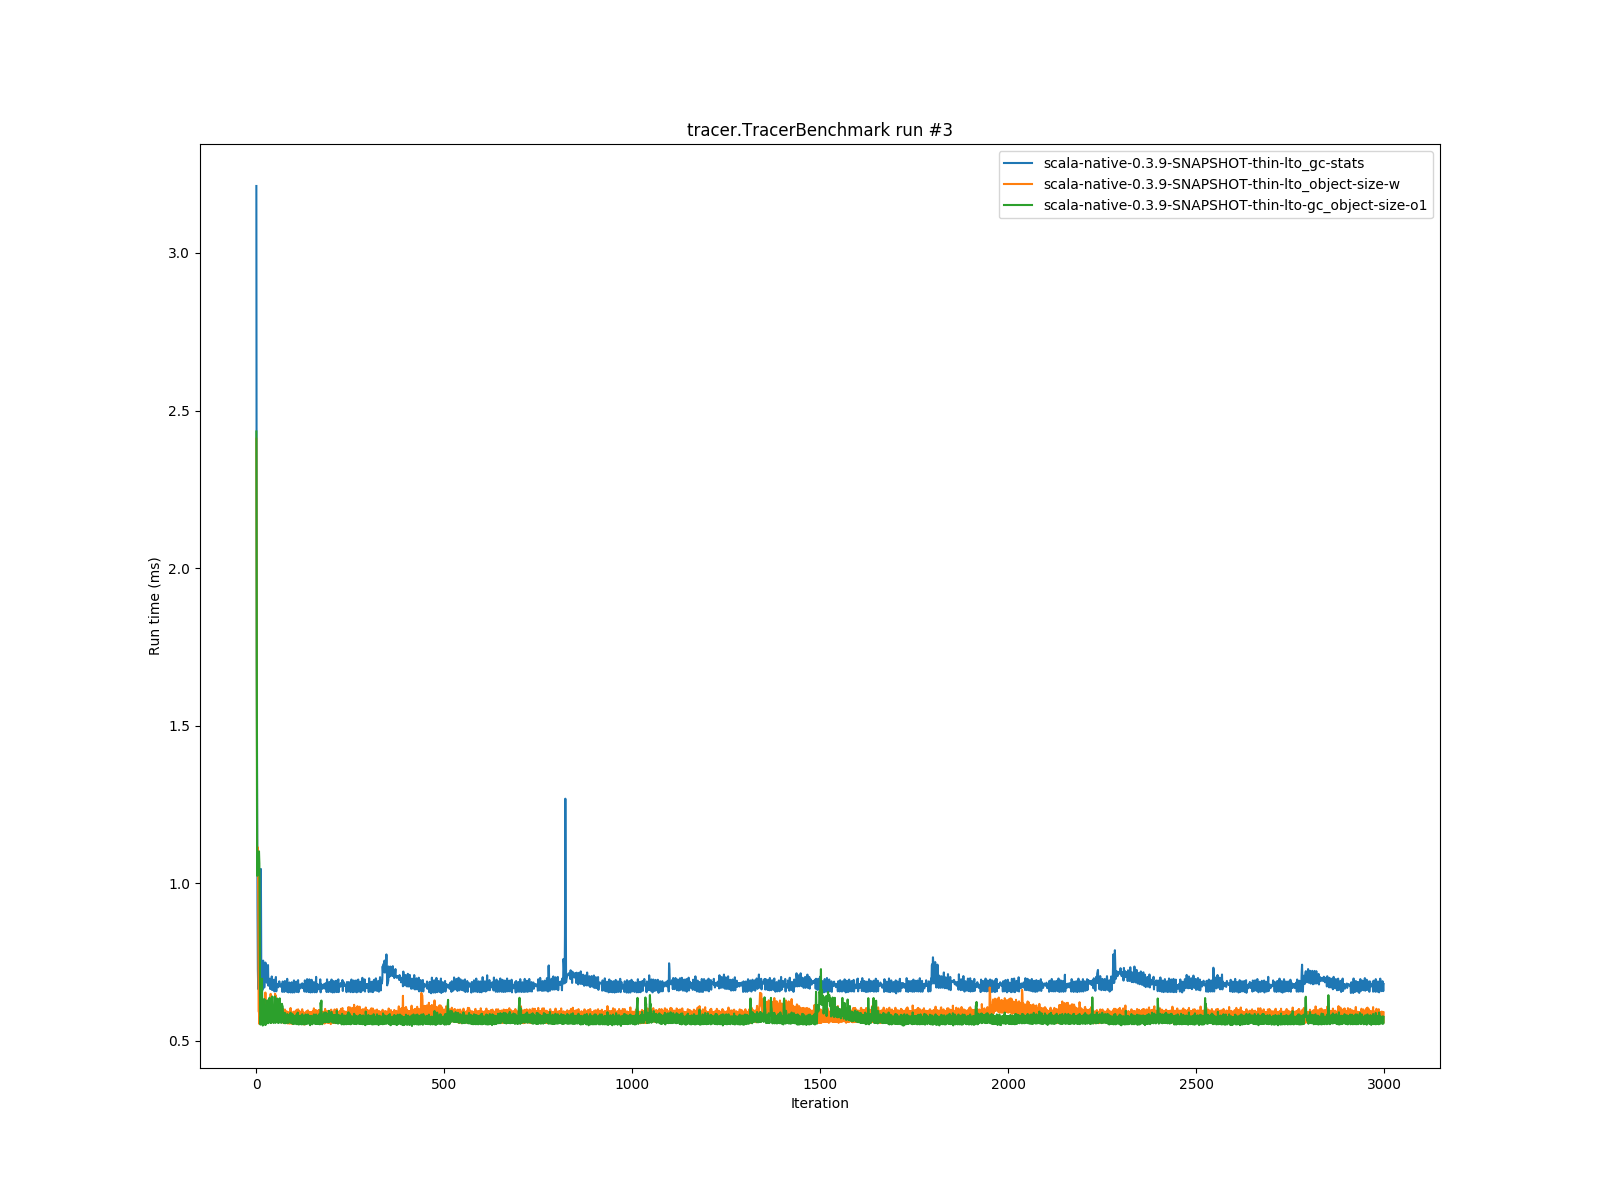 tracer.TracerBenchmark run #3
scala-native-0.3.9-SNAPSHOT-thin-lto_gc-stats
scala-native-0.3.9-SNAPSHOT-thin-lto_object-size-w
scala-native-0.3.9-SNAPSHOT-thin-lto-gc_object-size-o1
3.0
2.5
2.0
1.5
1.0
0.5
Run time (ms)
0 500 1000 1500 2000 2500 3000
Iteration